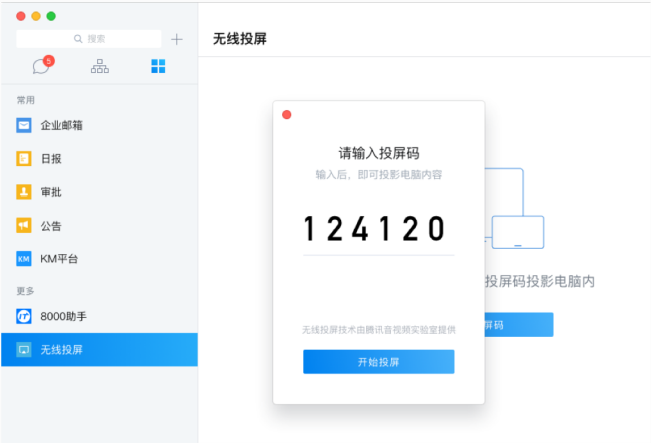 搜索
5
常用
企业邮箱
日报
审批
公告
KM
KM平台
更多
8000助手
无线投屏
无线投屏
请输入投屏码
输入后，即可投影电脑内容
124120
无线投屏技术由腾讯音视频实验室提供
开始投屏
投屏码投影电脑内
屏码